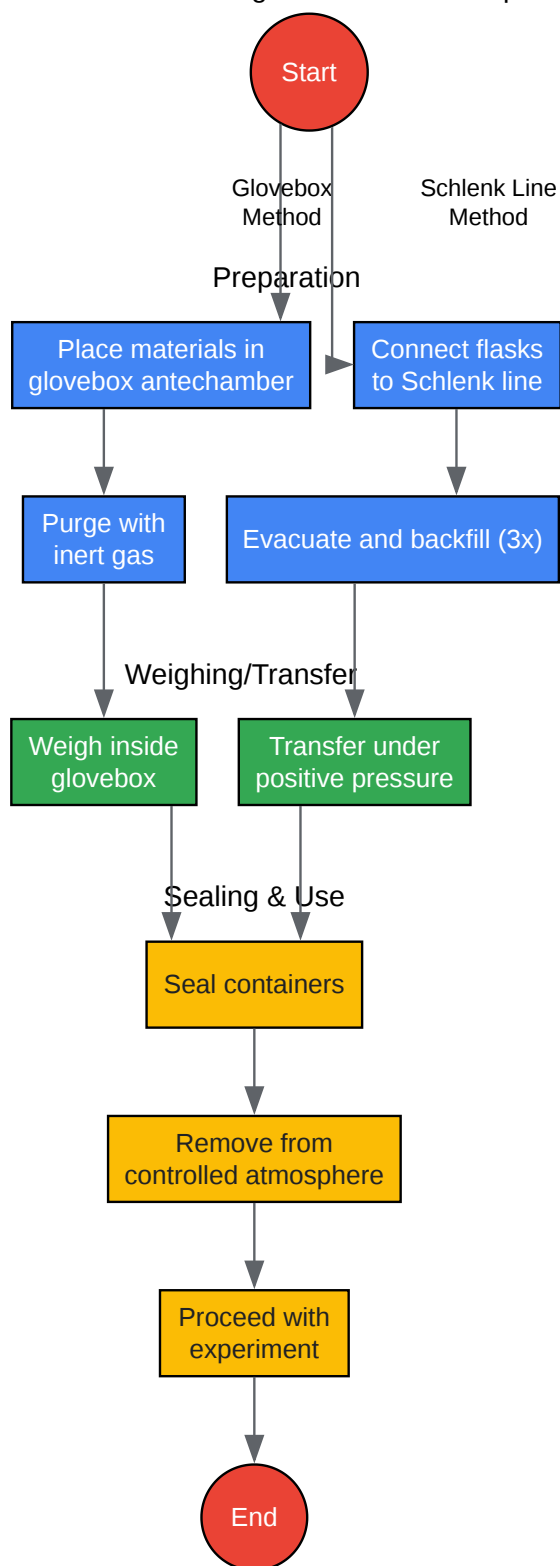 Start
Glovebox
Method
Schlenk Line
Method
Preparation
Place materials in
glovebox antechamber
Connect flasks
to Schlenk line
Purge with
inert gas
Evacuate and backfill (3x)
Weighing/Transfer
Weigh inside
glovebox
Transfer under
positive pressure
Sealing & Use
Seal containers
Remove from
controlled atmosphere
Proceed with
experiment
End